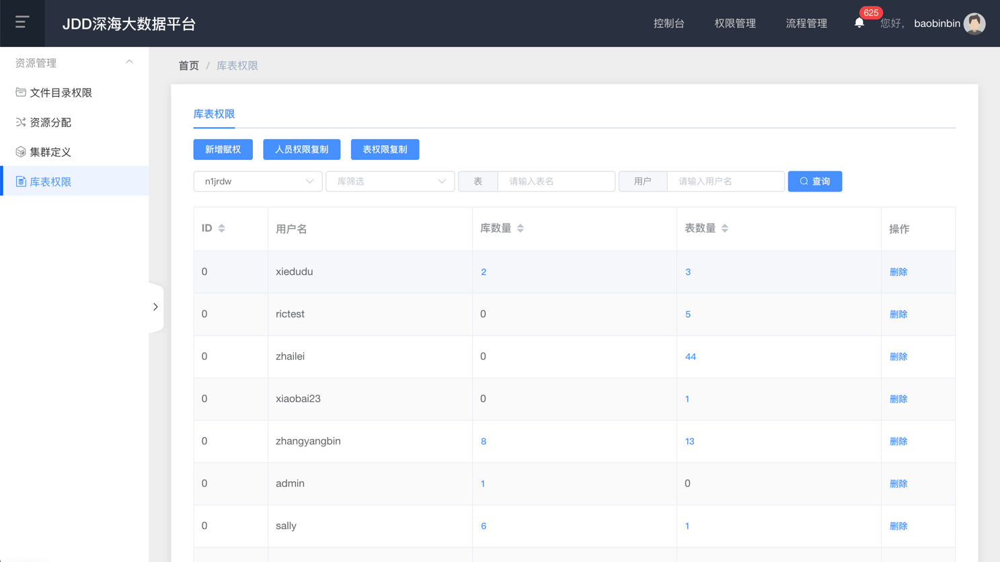 JDD深海大数据平台
控制台
权限管理
流程管理
625
您好，
baobinbin
资源管理
文件目录权限
资源分配
集群定义
库表权限
首页 / 库表权限
库表权限
新增赋权
人员权限复制
表权限复制
n1jrdw
库筛选
表
请输入表名
用户
请输入用户名
查询
ID 用户名 库数量 表数量 操作
0 xiedudu 2 3 删除
0 rictest 0 5 删除
0 zhailei 0 44 删除
0 xiaobai23 0 1 删除
0 zhangyangbin 8 13 删除
0 admin 1 0 删除
0 sally 6 1 删除